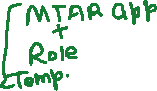 MTAR app
+
Role
Temp.